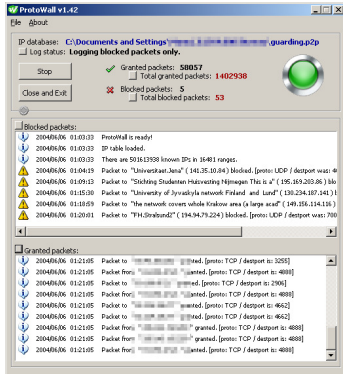 ProtoWall v1.42
File About
IP database: C:\Documents and Settings\ .guarding.p2p
Log status: Logging blocked packets only.
Stop
Close and Exit
Granted packets: 58057
Total granted packets: 1402938
Blocked packets: 5
Total blocked packets: 53
Blocked packets:
2004/06/06 01:03:33 ProtoWall is ready!
2004/06/06 01:03:33 IP table loaded.
2004/06/06 01:03:33 There are 501613938 known IPs in 16481 ranges.
2004/06/06 01:04:19 Packet to "Universitaet.Jena" ( 141.35.10.84 ) blocked. [proto: UDP / destport was: 4
2004/06/06 01:09:13 Packet to "Stichting Studenten Huisvesting Nijmegen This is a" ( 195.169.203.86 ) blo
2004/06/06 01:15:30 Packet to "University of Jyvaskyla network Finland and Lund" ( 130.234.187.141 ) b
2004/06/06 01:18:59 Packet to "the network covers whole Krakow area (a large acad" ( 149.156.114.116 )
2004/06/06 01:20:01 Packet to "FH.Stralsund2" ( 194.94.79.224 ) blocked. [proto: UDP / destport was: 700
Granted packets:
2004/06/06 01:21:05 Packet to granted. [proto: TCP / destport is: 3255]
2004/06/06 01:21:05 Packet from granted. [proto: TCP / destport is: 4888]
2004/06/06 01:21:05 Packet to granted. [proto: TCP / destport is: 2906]
2004/06/06 01:21:05 Packet from granted. [proto: TCP / destport is: 4888]
2004/06/06 01:21:05 Packet from granted. [proto: TCP / destport is: 4662]
2004/06/06 01:21:05 Packet to granted. [proto: TCP / destport is: 4662]
2004/06/06 01:21:05 Packet from " granted. [proto: TCP / destport is: 4888]
2004/06/06 01:21:05 Packet from " granted. [proto: TCP / destport is: 4888]
2004/06/06 01:21:05 Packet from granted. [proto: TCP / destport is: 4888]